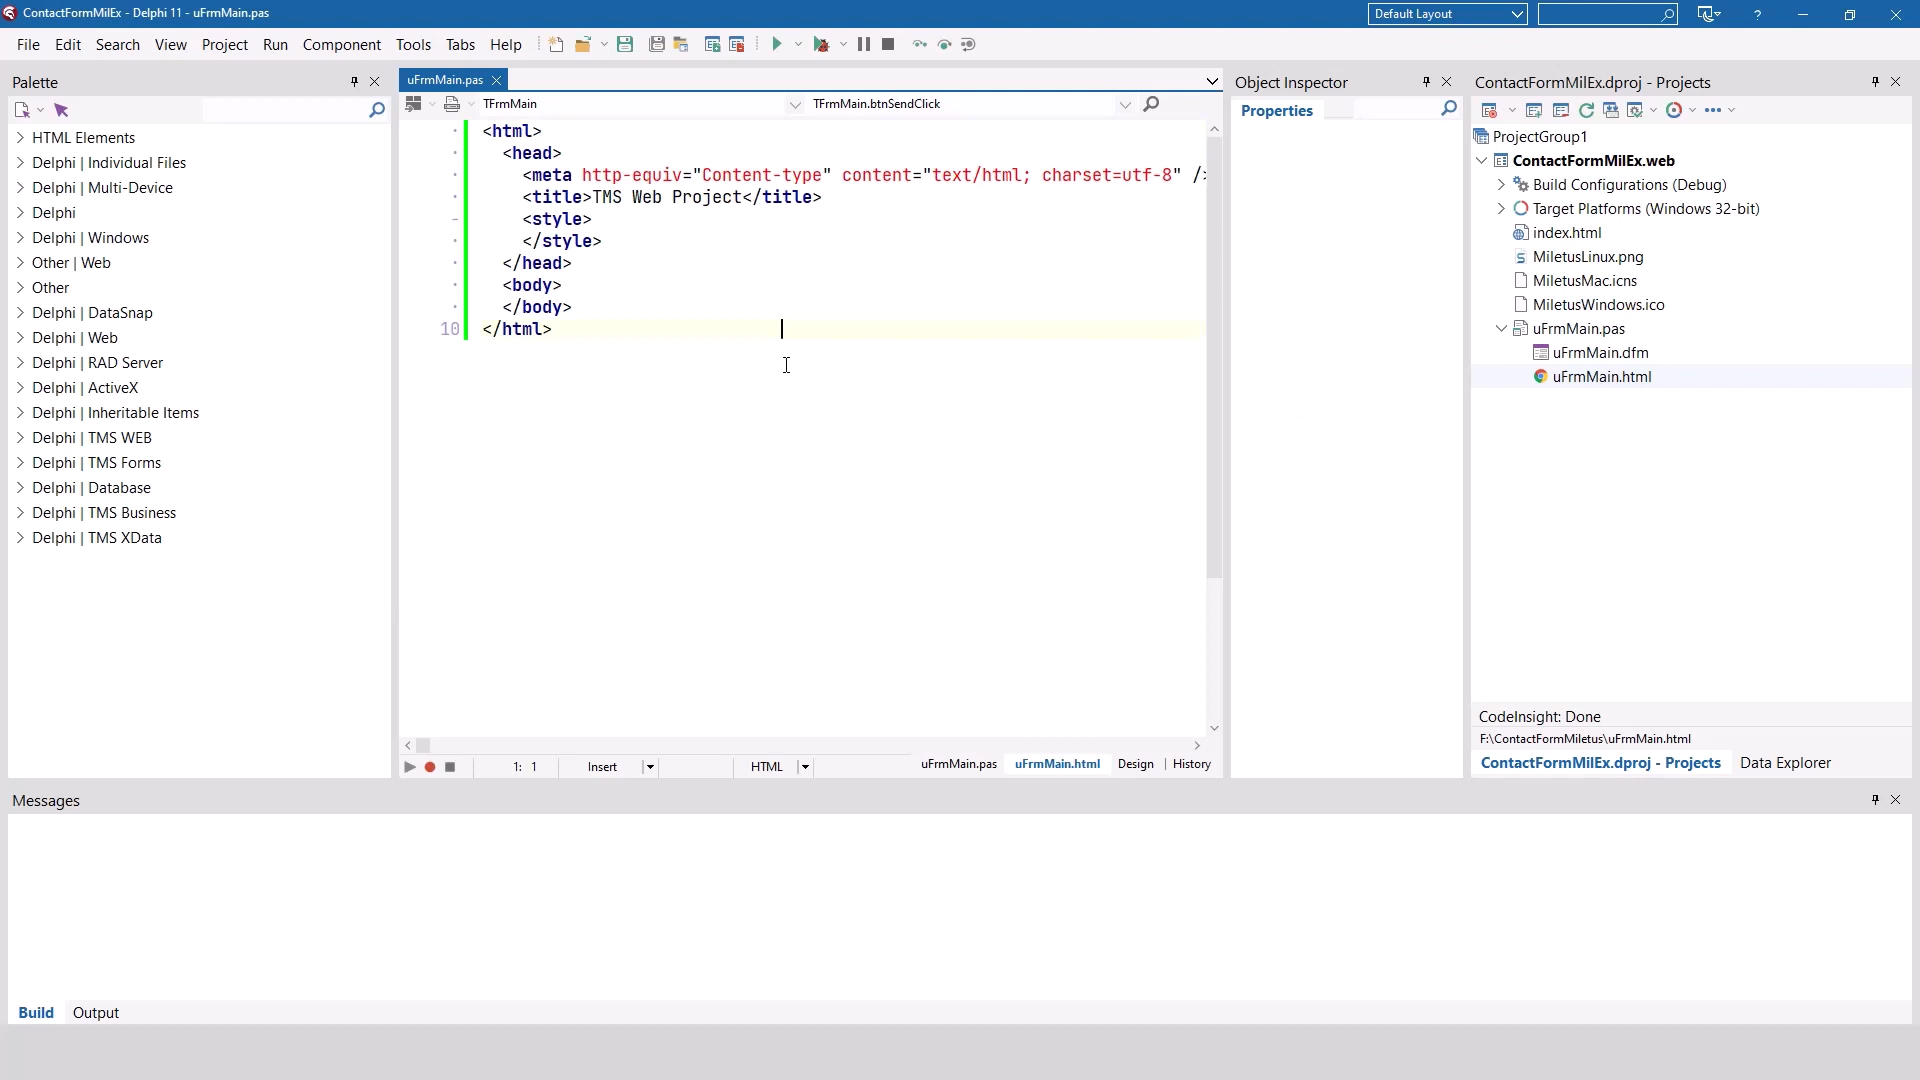 ContactFormMilEx - Delphi 11 - uFrmMain.pas
Default Layout
?
File Edit Search View Project Run Component Tools Tabs Help
Palette
HTML Elements
Delphi | Individual Files
Delphi | Multi-Device
Delphi
Delphi | Windows
Other | Web
Other
Delphi | DataSnap
Delphi | Web
Delphi | RAD Server
Delphi | ActiveX
Delphi | Inheritable Items
Delphi | TMS WEB
Delphi | TMS Forms
Delphi | Database
Delphi | TMS Business
Delphi | TMS XData
uFrmMain.pas
TFrmMain
TFrmMain.btnSendClick
<html>
<head>
<meta http-equiv="Content-type" content="text/html; charset=utf-8" />
<title>TMS Web Project</title>
<style>
</style>
</head>
<body>
</body>
10 </html>
1: 1
Insert
HTML
uFrmMain.pas
uFrmMain.html
Design
History
Object Inspector
Properties
ContactFormMilEx.dproj - Projects
ProjectGroup1
ContactFormMilEx.web
Build Configurations (Debug)
Target Platforms (Windows 32-bit)
index.html
MiletusLinux.png
MiletusMac.icns
MiletusWindows.ico
uFrmMain.pas
uFrmMain.dfm
uFrmMain.html
CodeInsight: Done
F:\ContactFormMiletus\uFrmMain.html
ContactFormMilEx.dproj - Projects
Data Explorer
Messages
Build
Output